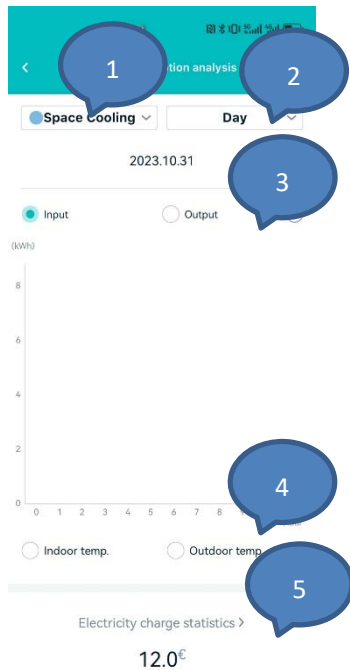 1
2
tion analysis
Space Cooling
Day
2023.10.31
3
Input
Output
(kWh)
8
6
4
2
0
0 1 2 3 4 5 6 7 8
4
Indoor temp.
Outdoor temp
5
Electricity charge statistics >
12.0€